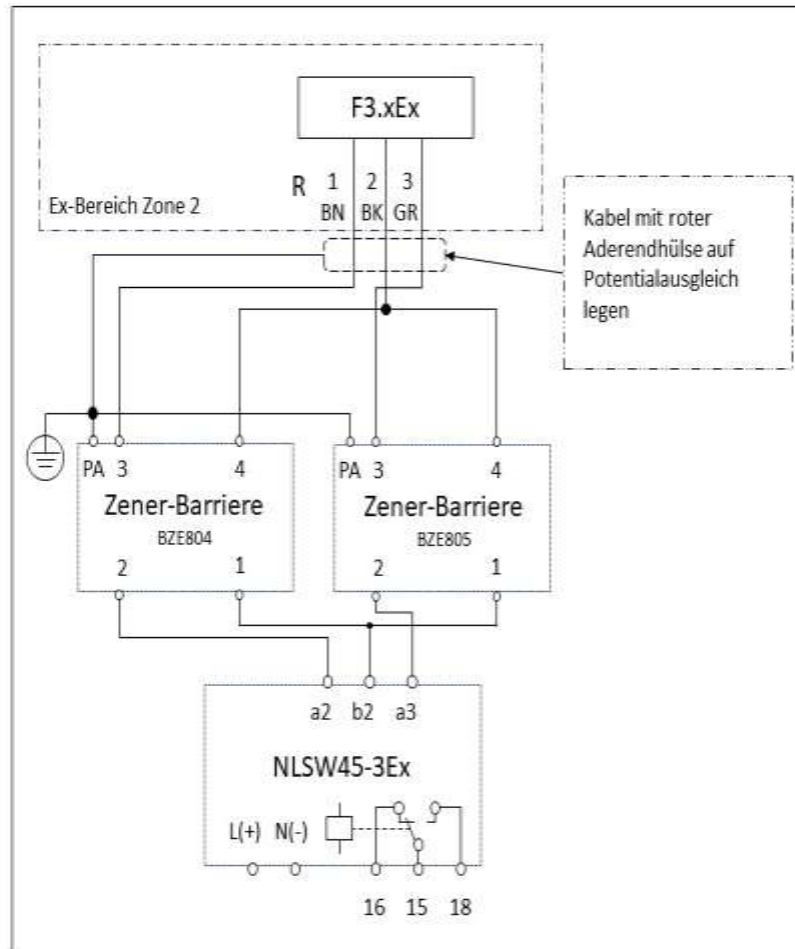 F3.xEx
R 1 2 3
BN BK GR
Ex-Bereich Zone 2
Kabel mit roter
Aderendhülse auf
Potentialausgleich
legen
PA 3 4
Zener-Barriere
BZE804
2 1
PA 3 4
Zener-Barriere
BZE805
2 1
a2 b2 a3
NLSW45-3Ex
L(+) N(-)
16 15 18